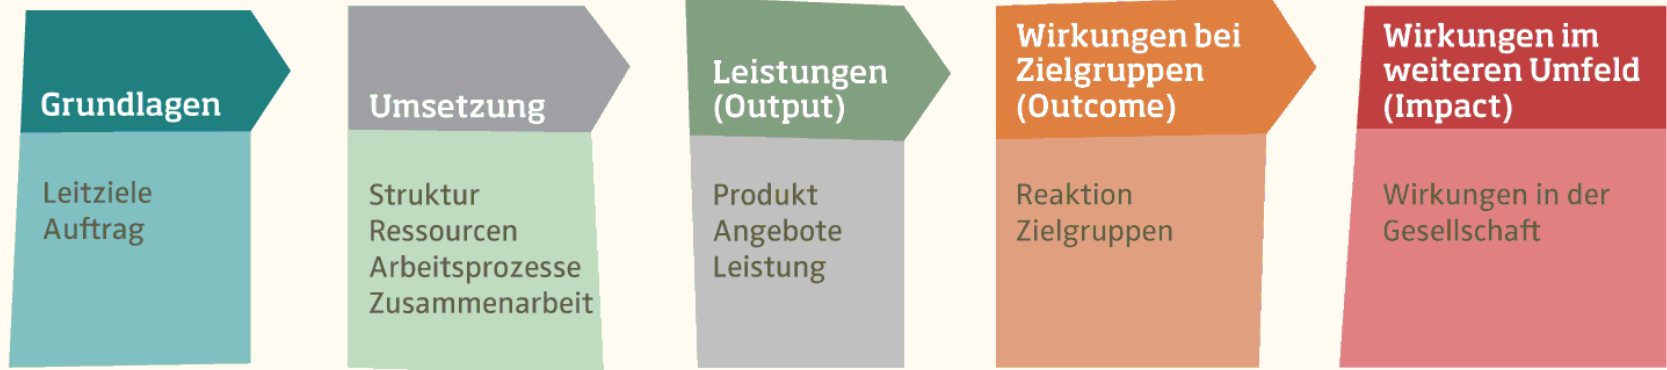 Grundlagen
Leitziele
Auftrag
Umsetzung
Struktur
Ressourcen
Arbeitsprozesse
Zusammenarbeit
Leistungen
(Output)
Produkt
Angebote
Leistung
Wirkungen bei
Zielgruppen
(Outcome)
Reaktion
Zielgruppen
Wirkungen im
weiteren Umfeld
(Impact)
Wirkungen in der
Gesellschaft